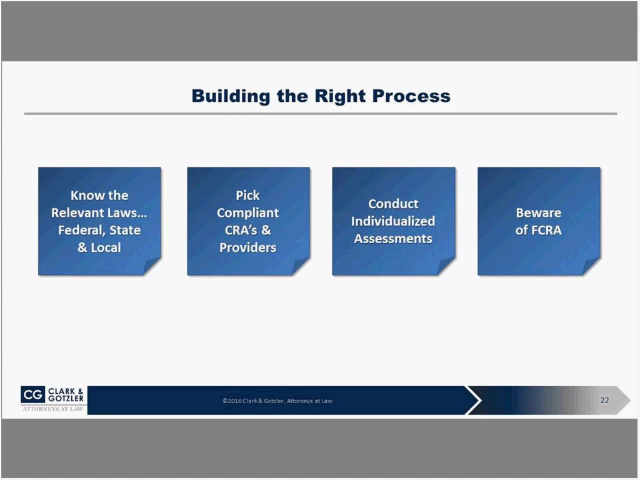 Building the Right Process
Know the
Relevant Laws...
Federal, State
& Local
Pick
Compliant
CRA's &
Providers
Conduct
Individualized
Assessments
Beware
of FCRA
CG CLARK &
GOTZLER
ATTORNEYS AT LAW
©2016 Clark & Gotzler, Attorneys at Law
22